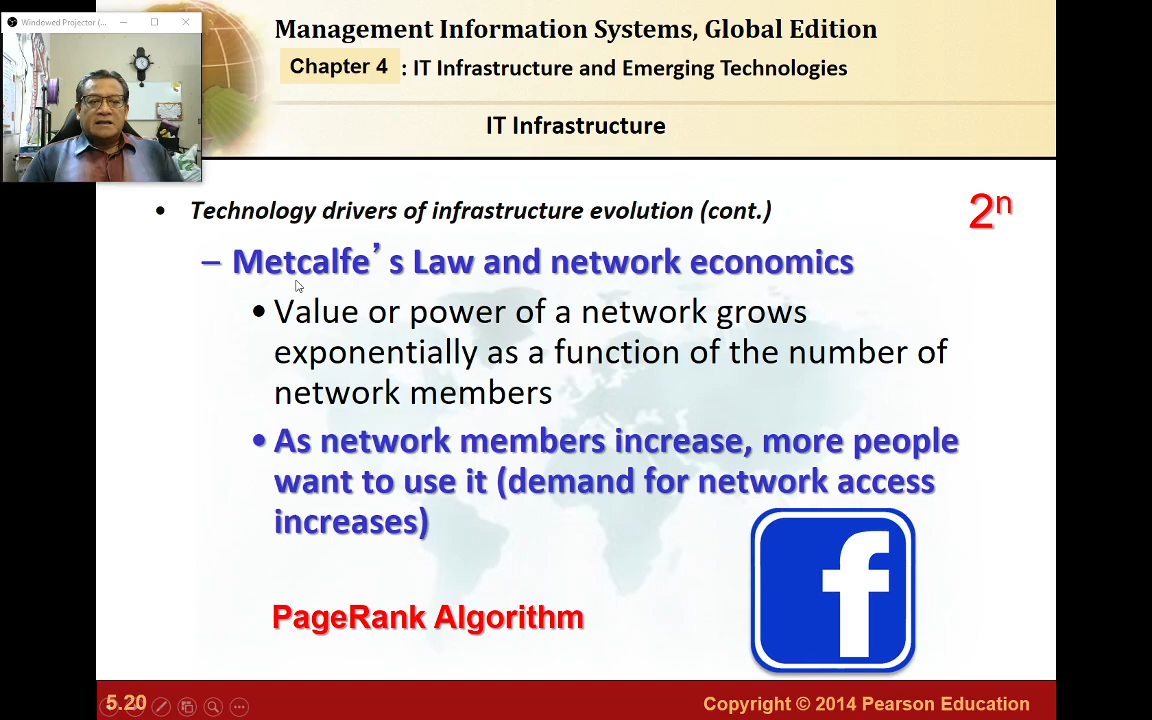 Windowed Projector (...
Management Information Systems, Global Edition
Chapter 4 : IT Infrastructure and Emerging Technologies
IT Infrastructure
• Technology drivers of infrastructure evolution (cont.)
2ⁿ
– Metcalfe’s Law and network economics
• Value or power of a network grows
exponentially as a function of the number of
network members
• As network members increase, more people
want to use it (demand for network access
increases)
f
PageRank Algorithm
5.20
Copyright © 2014 Pearson Education